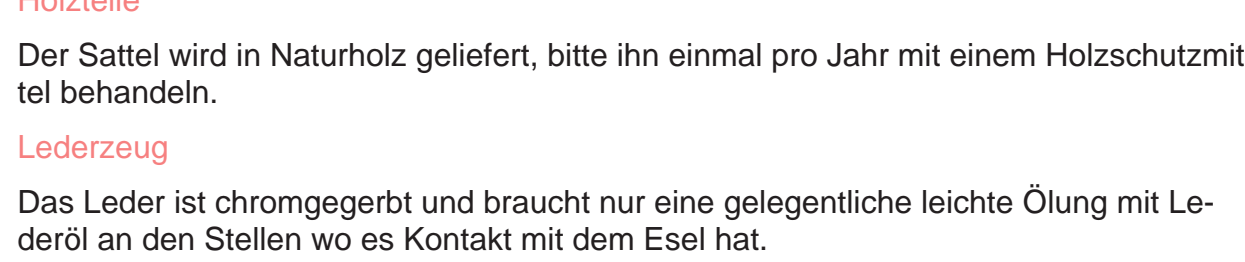 Holzteile
Der Sattel wird in Naturholz geliefert, bitte ihn einmal pro Jahr mit einem Holzschutzmit
tel behandeln.
Lederzeug
Das Leder ist chromgegerbt und braucht nur eine gelegentliche leichte Ölung mit Le-
deröl an den Stellen wo es Kontakt mit dem Esel hat.